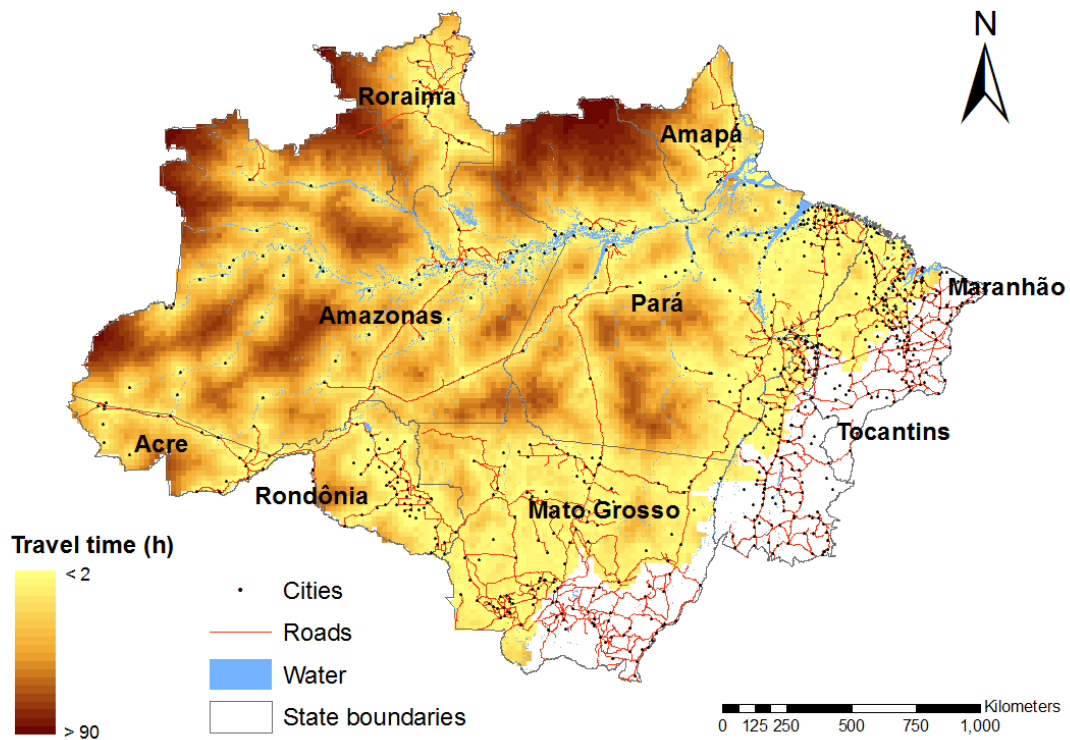 N
Roraima
Amapá
Maranhão
Amazonas
Pará
Tocantins
Acre
Rondônia
Mato Grosso
Travel time (h)
< 2
> 90
Cities
Roads
Water
State boundaries
Kilometers
0 125 250 500 750 1,000